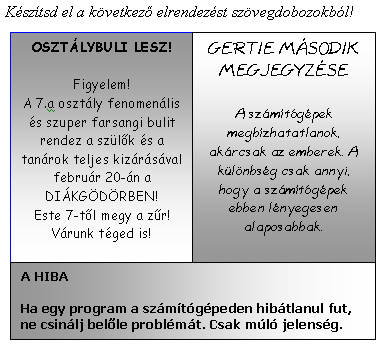 Készítsd el a következő elrendezést szövegdobozokból!
OSZTÁLYBULI LESZ!
Figyelem!
A 7.a osztály fenomenális
és szuper farsangi bulit
rendez a szülők és a
tanárok teljes kizárásával
február 20-án a
DIÁKGÖDÖRBEN!
Este 7-től megy a zűr!
Várunk téged is!
GERTIE MÁSODIK
MEGJEGYZÉSE
A számítógépek
megbízhatatlanok,
akárcsak az emberek. A
különbség csak annyi,
hogy a számítógépek
ebben lényegesen
alaposabbak.
A HIBA
Ha egy program a számítógépeden hibátlanul fut,
ne csinálj belőle problémát. Csak múló jelenség.